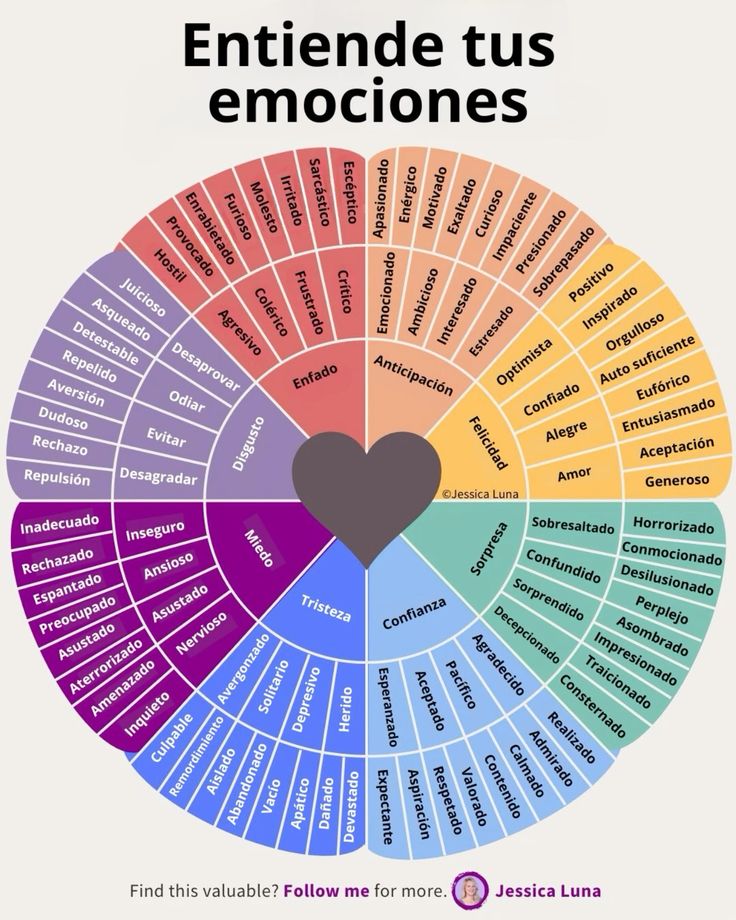 Entiende tus
emociones
Enfado
Agresivo
Colérico
Frustrado
Crítico
Hostil
Provocado
Enrabietado
Furioso
Molesto
Irritado
Sarcástico
Escéptico
Anticipación
Emocionado
Ambicioso
Interesado
Estresado
Apasionado
Enérgico
Motivado
Exaltado
Curioso
Impaciente
Presionado
Sobrepasado
Felicidad
Optimista
Confiado
Alegre
Amor
Positivo
Inspirado
Orgulloso
Auto suficiente
Eufórico
Entusiasmado
Aceptación
Generoso
©Jessica Luna
Sorpresa
Sobresaltado
Confundido
Sorprendido
Decepcionado
Horrorizado
Conmocionado
Desilusionado
Perplejo
Asombrado
Impresionado
Traicionado
Consternado
Confianza
Agradecido
Pacífico
Aceptado
Esperanzado
Realizado
Admirado
Calmado
Contenido
Valorado
Respetado
Aspiración
Expectante
Tristeza
Herido
Depresivo
Solitario
Avergonzado
Devastado
Dañado
Apático
Vacío
Abandonado
Aislado
Remordimiento
Culpable
Miedo
Nervioso
Asustado
Ansioso
Inseguro
Inquieto
Amenazado
Aterrorizado
Asustado
Preocupado
Espantado
Rechazado
Inadecuado
Disgusto
Desagradar
Evitar
Odiar
Desaprovar
Repulsión
Rechazo
Dudoso
Aversión
Repelido
Detestable
Asqueado
Juicioso
Find this valuable? Follow me for more. Jessica Luna